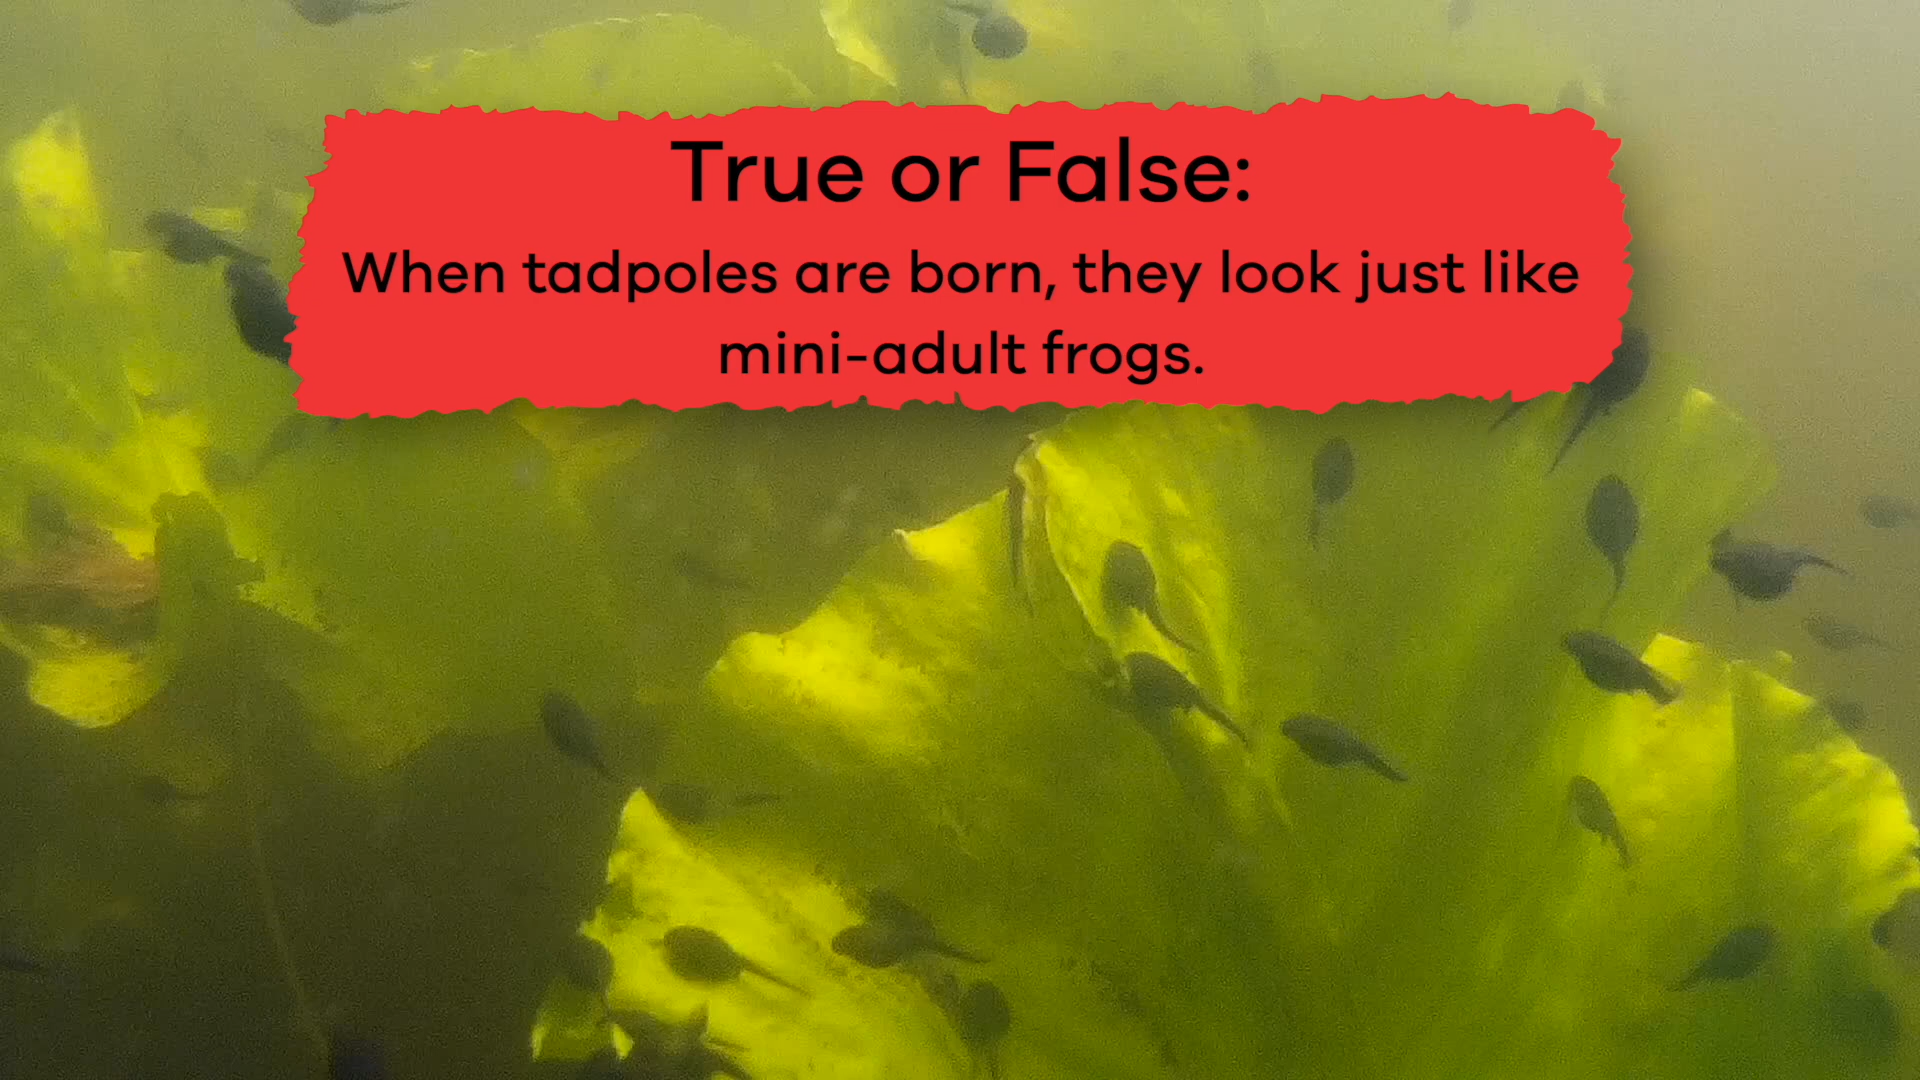 True or False:
When tadpoles are born, they look just like
mini-adult frogs.